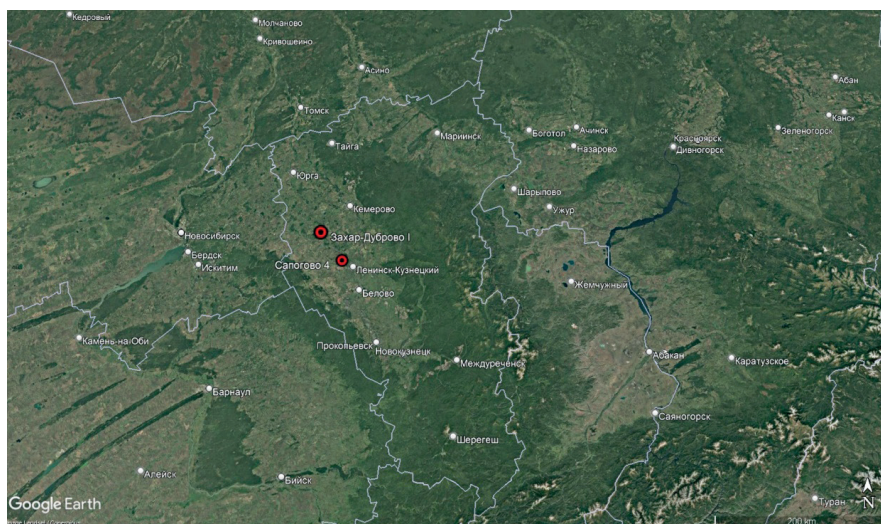 Кедровый
Молчаново
Кривошеино
Асино
Абан
Томск
Канск
Зеленогорск
Мариинск
Боготол
Ачинск
Красноярск
Дивногорск
Назарово
Тайга
Юрга
Шарыпово
Ужур
Кемерово
Захар-Дуброво I
Новосибирск
Бердск
Искитим
Сапогово 4
Ленинск-Кузнецкий
Жемчужный
Белово
Камень-на-Оби
Прокопьевск
Новокузнецк
Междуреченск
Абакан
Каратузское
Барнаул
Саяногорск
Шерегеш
Алейск
Бийск
Google Earth
N
Туран
200 km